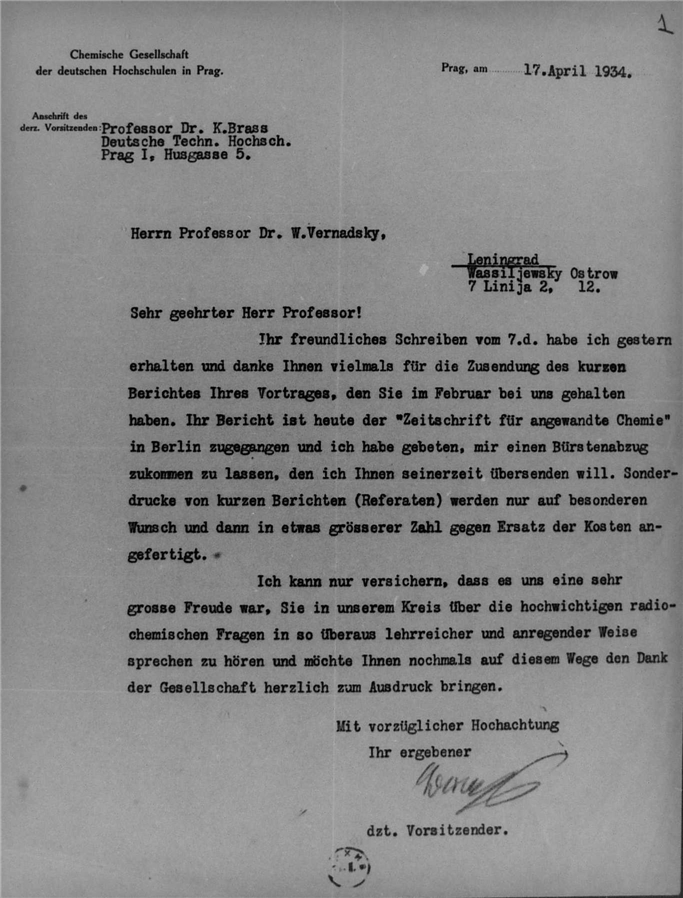 1
Chemische Gesellschaft
der deutschen Hochschulen in Prag.
Prag, am 17.April 1934.
Anschrift des
derz. Vorsitzenden: Professor Dr. K.Brass
Deutsche Techn. Hochsch.
Prag I, Husgasse 5.
Herrn Professor Dr. W.Vernadsky,
Leningrad
Wassiljewsky Ostrow
7 Linija 2, 12.
Sehr geehrter Herr Professor!
Ihr freundliches Schreiben vom 7.d. habe ich gestern
erhalten und danke Ihnen vielmals für die Zusendung des kurzen
Berichtes Ihres Vortrages, den Sie im Februar bei uns gehalten
haben. Ihr Bericht ist heute der "Zeitschrift für angewandte Chemie"
in Berlin zugegangen und ich habe gebeten, mir einen Bürstenabzug
zukommen zu lassen, den ich Ihnen seinerzeit übersenden will. Sonder-
drucke von kurzen Berichten (Referaten) werden nur auf besonderen
Wunsch und dann in etwas grösserer Zahl gegen Ersatz der Kosten an-
gefertigt.
Ich kann nur versichern, dass es uns eine sehr
grosse Freude war, Sie in unserem Kreis über die hochwichtigen radio-
chemischen Fragen in so überaus lehrreicher und anregender Weise
sprechen zu hören und möchte Ihnen nochmals auf diesem Wege den Dank
der Gesellschaft herzlich zum Ausdruck bringen.
Mit vorzüglicher Hochachtung
Ihr ergebener
dzt. Vorsitzender.